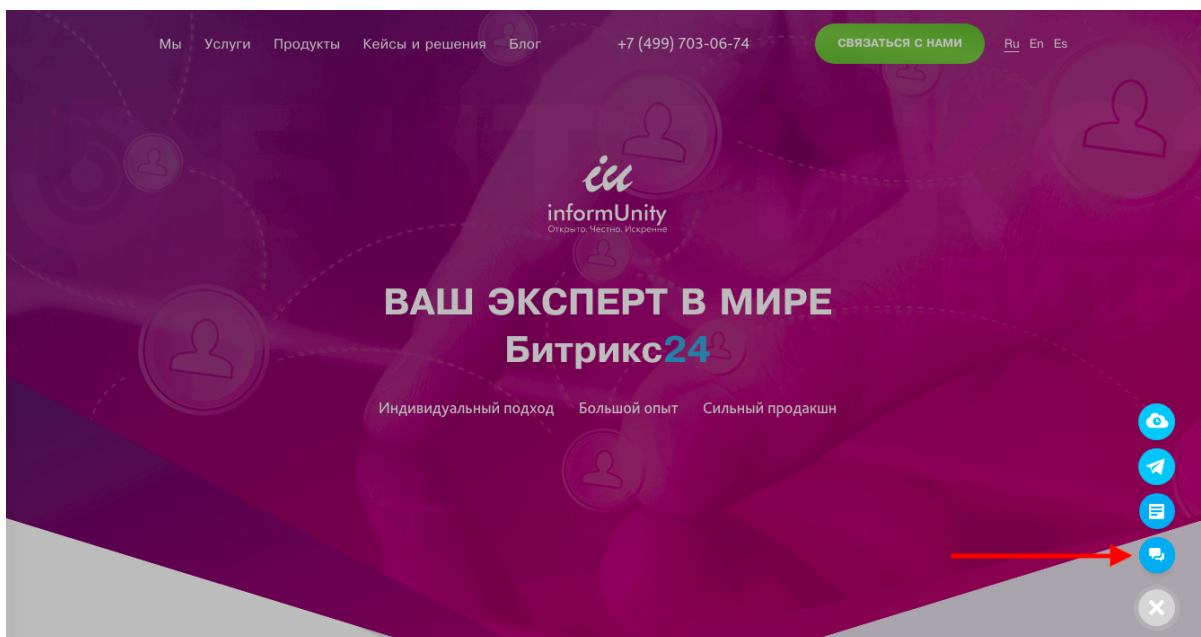 Мы Услуги Продукты Кейсы и решения Блог +7 (499) 703-06-74 СВЯЗАТЬСЯ С НАМИ Ru En Es
iu
informUnity
Открыто. Честно. Искренне
ВАШ ЭКСПЕРТ В МИРЕ
Битрикс24
Индивидуальный подход Большой опыт Сильный продакшн